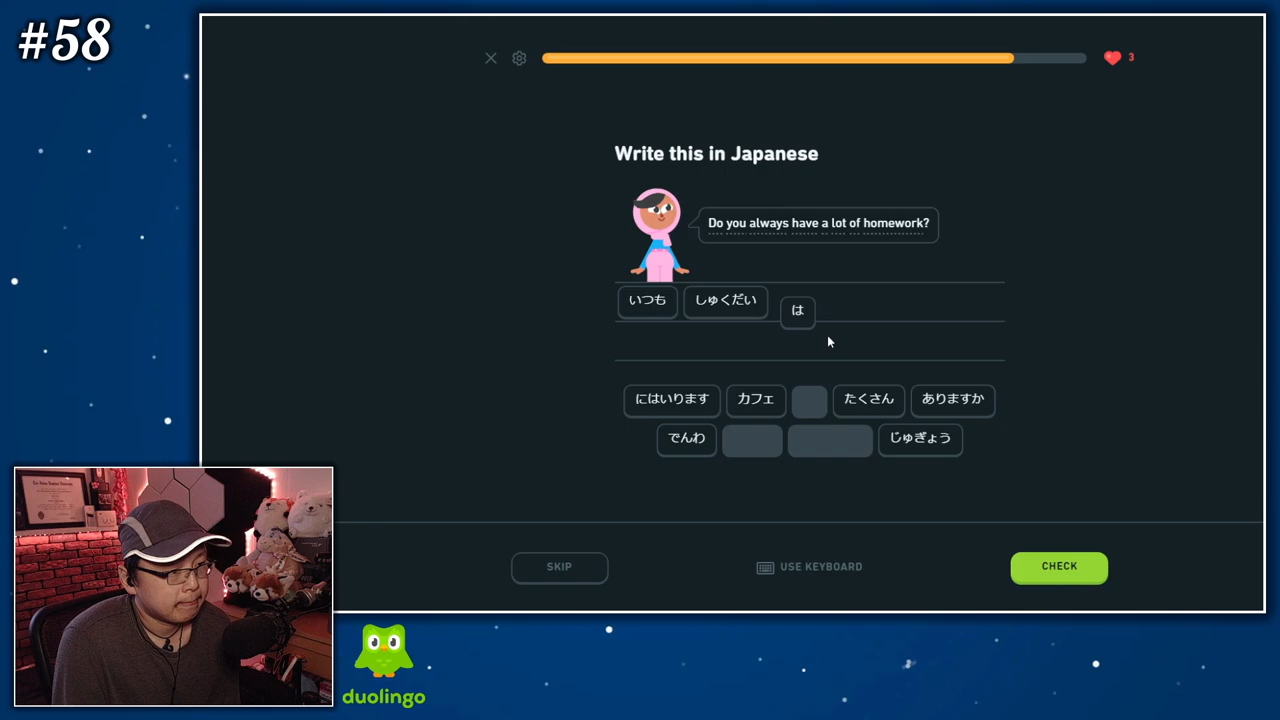 #58
3
Write this in Japanese
Do you always have a lot of homework?
いつも しゅくだい は
にはいります カフェ たくさん ありますか
でんわ じゅぎょう
SKIP USE KEYBOARD CHECK
duolingo